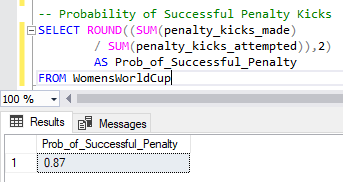 -- Probability of Successful Penalty Kicks
SELECT ROUND((SUM(penalty_kicks_made)
/ SUM(penalty_kicks_attempted)),2)
AS Prob_of_Successful_Penalty
FROM WomensWorldCup
100 %
Results Messages
Prob_of_Successful_Penalty
1 0.87